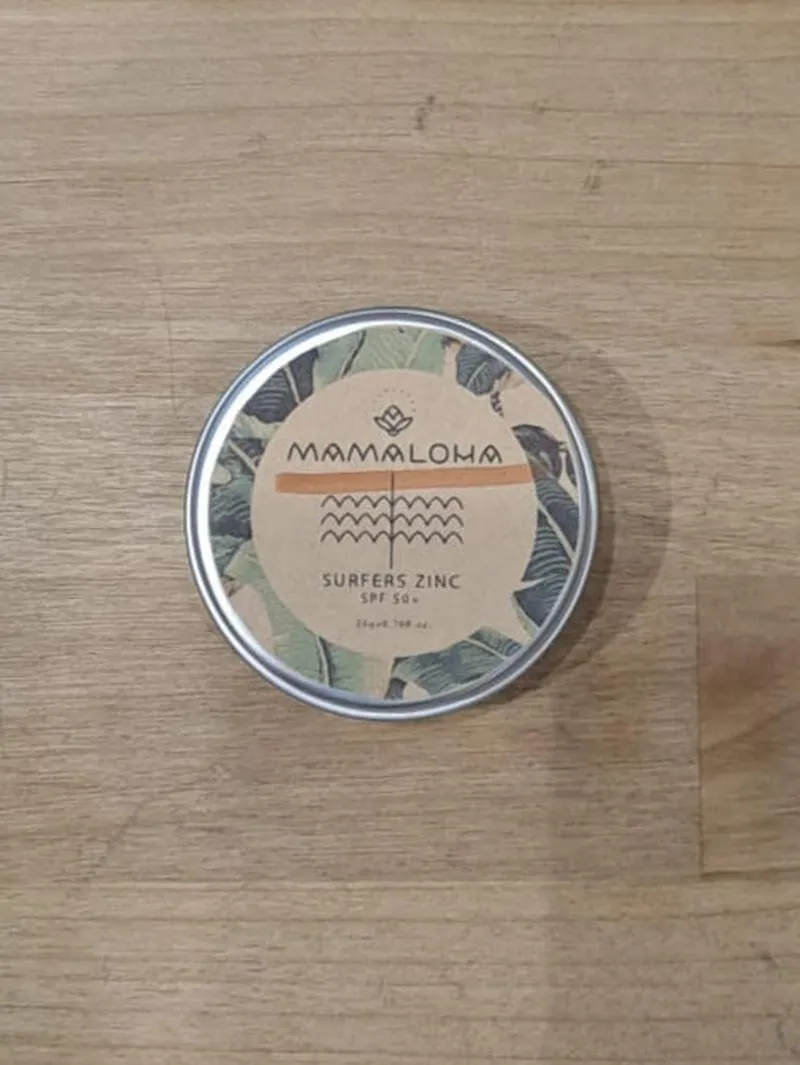 MAMALOHA
SURFERS ZINC
SPF 50+